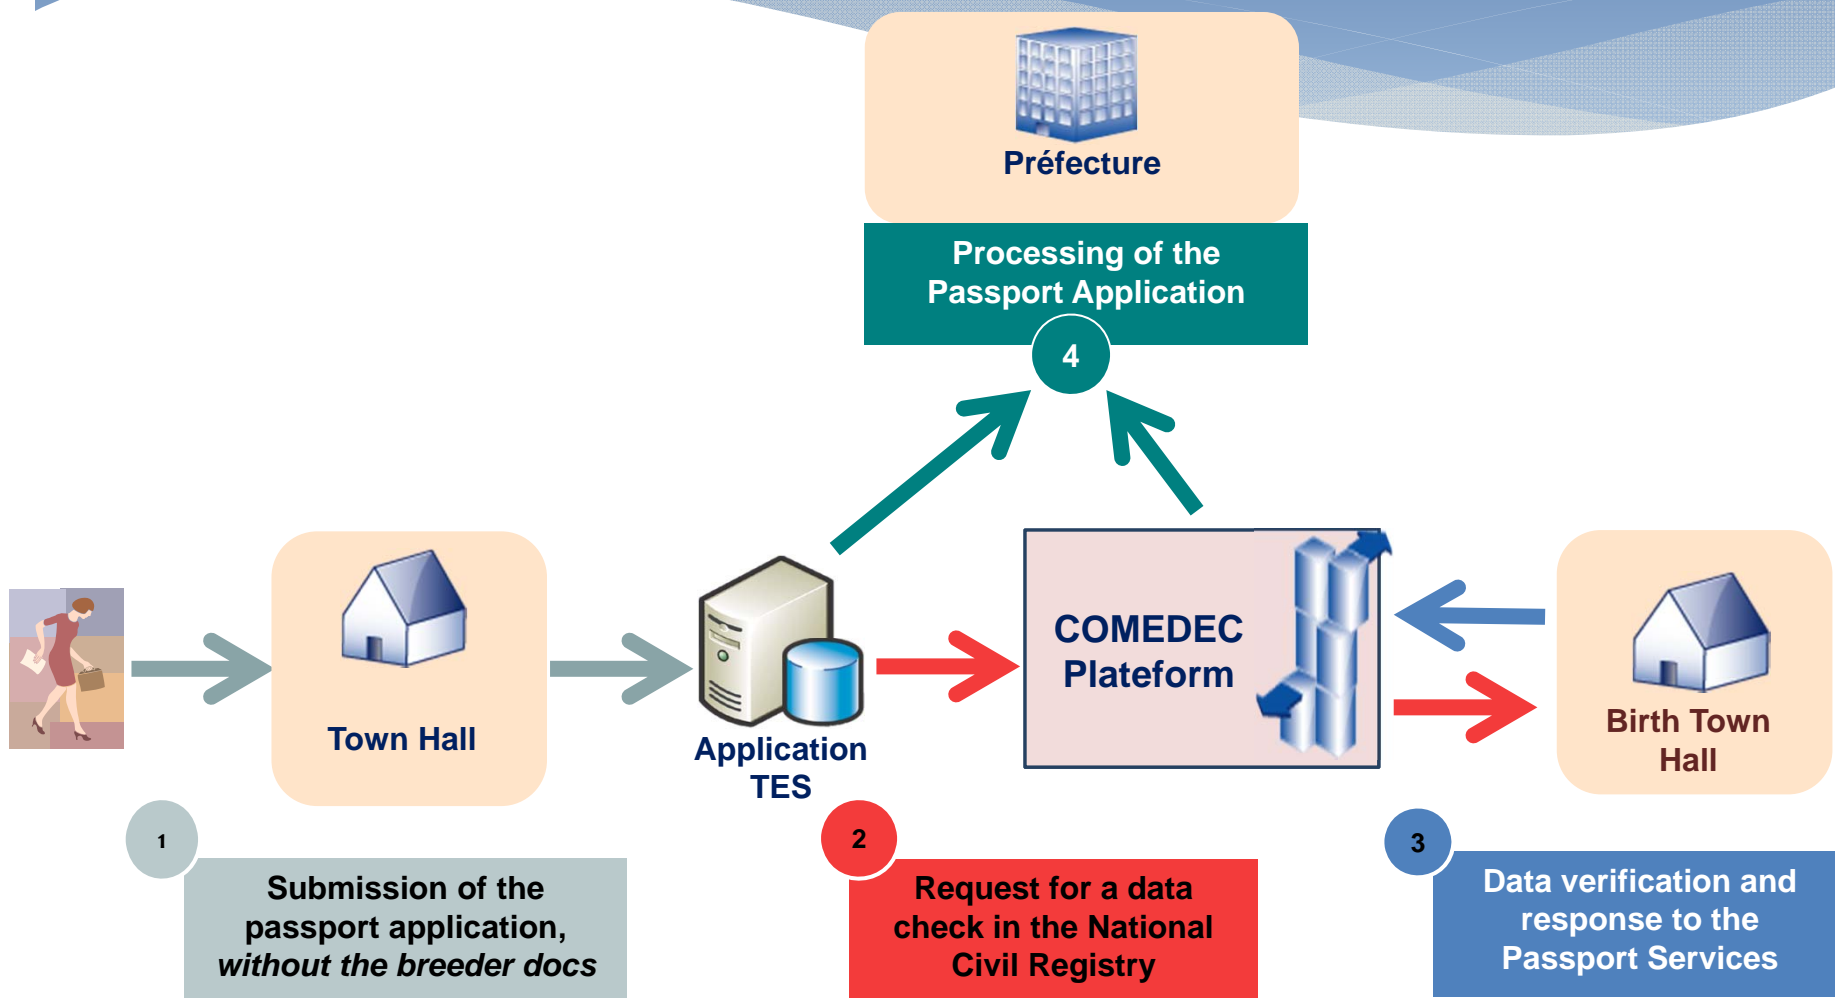 Préfecture
Processing of the
Passport Application
4
Town Hall
Application
TES
COMEDEC
Plateform
Birth Town
Hall
1
Submission of the
passport application,
without the breeder docs
2
Request for a data
check in the National
Civil Registry
3
Data verification and
response to the
Passport Services